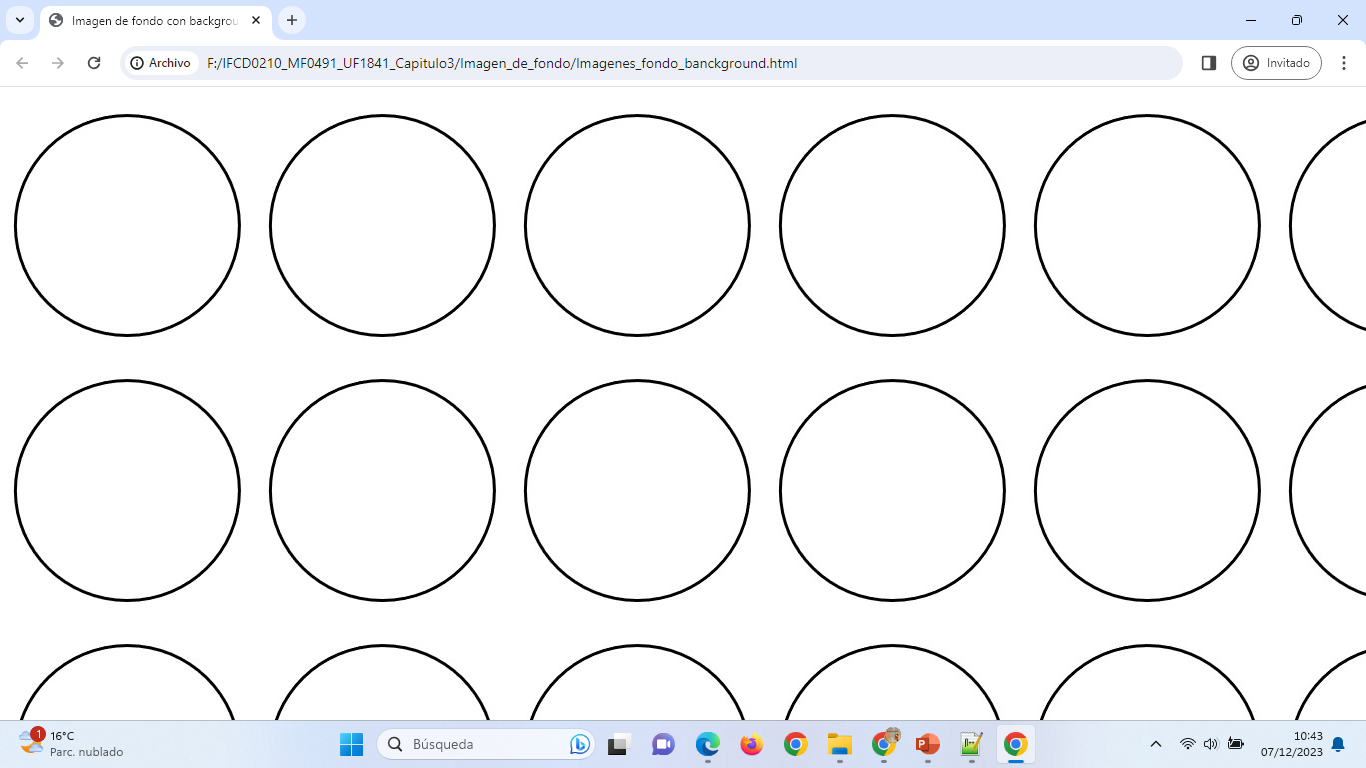 Imagen de fondo con backgrou
Archivo
F:/IFCD0210_MF0491_UF1841_Capitulo3/Imagen_de_fondo/Imagenes_fondo_banckground.html
Invitado
1
16°C
Parc. nublado
Búsqueda
10:43
07/12/2023